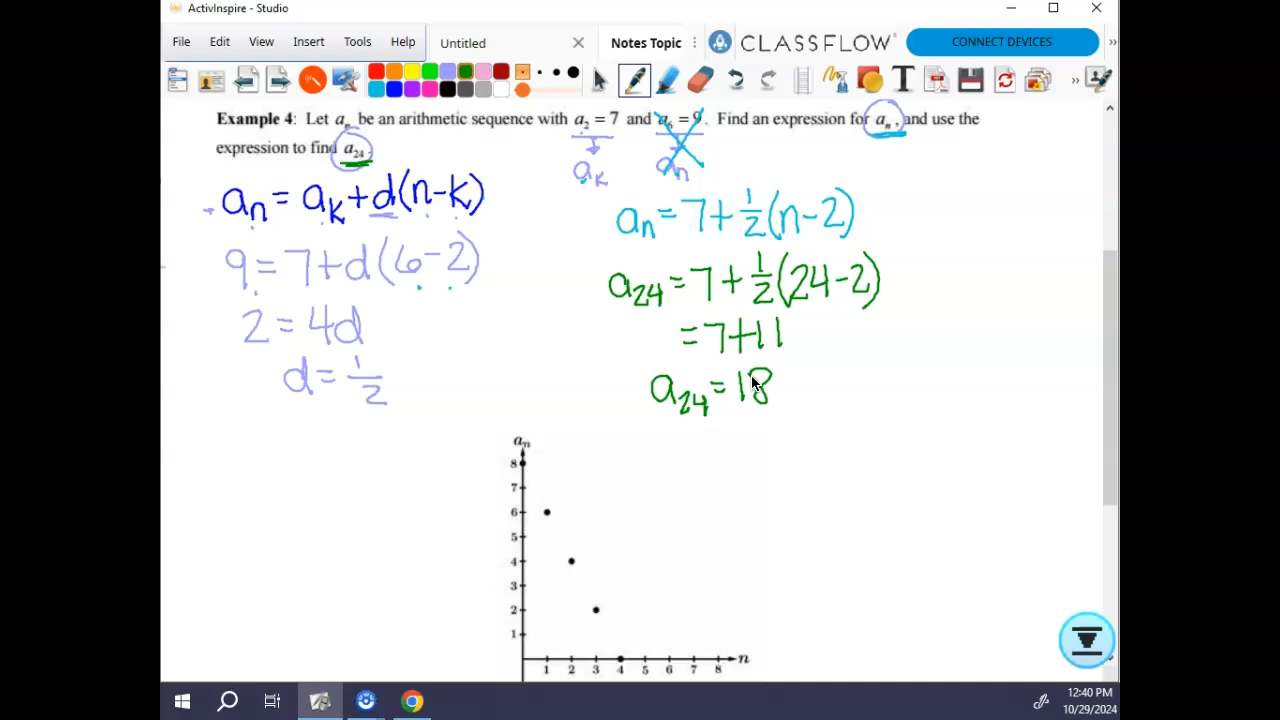 ActivInspire - Studio
File Edit View Insert Tools Help Untitled Notes Topic CLASSFLOW CONNECT DEVICES
Example 4: Let aₙ be an arithmetic sequence with a₂ = 7 and a₆ = 9. Find an expression for aₙ, and use the
expression to find a₂₄.
aₖ aₙ
aₙ = aₖ + d(n-k)
9 = 7 + d(6-2)
2 = 4d
d = 1/2
aₙ = 7 + 1/2(n-2)
a₂₄ = 7 + 1/2(24-2)
= 7+11
a₂₄ = 18
aₙ
8
7
6
5
4
3
2
1
1 2 3 4 5 6 7 8 n
12:40 PM
10/29/2024